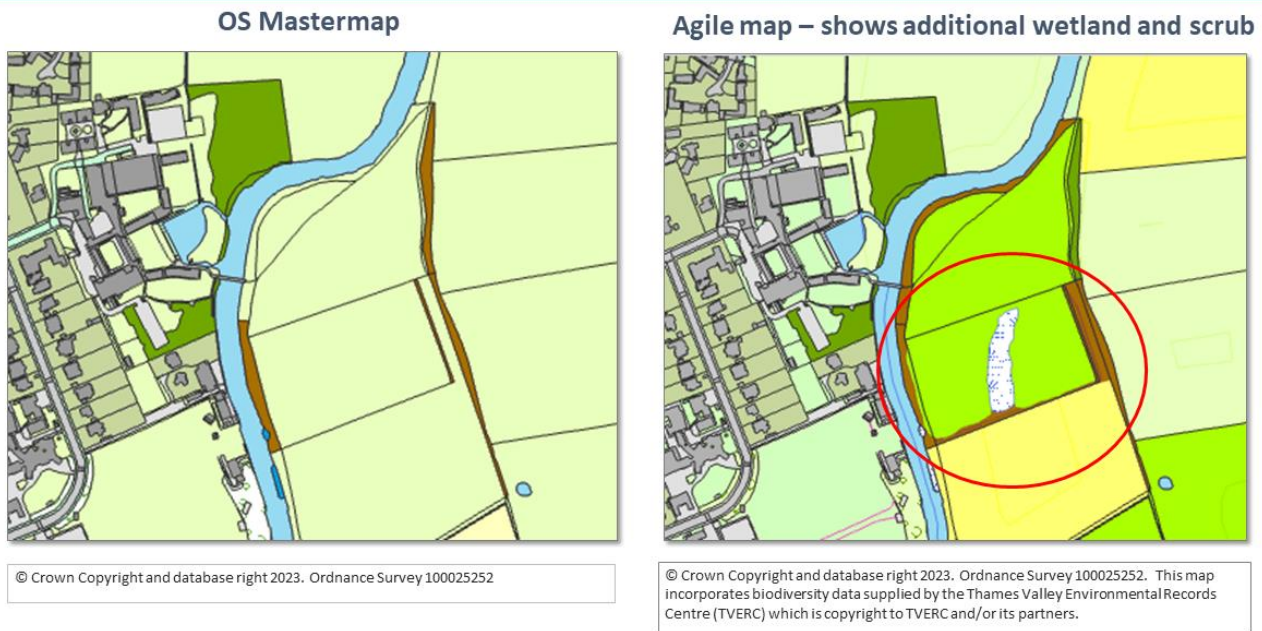 OS Mastermap
Agile map – shows additional wetland and scrub
© Crown Copyright and database right 2023. Ordnance Survey 100025252
© Crown Copyright and database right 2023. Ordnance Survey 100025252. This map
incorporates biodiversity data supplied by the Thames Valley Environmental Records
Centre (TVERC) which is copyright to TVERC and/or its partners.